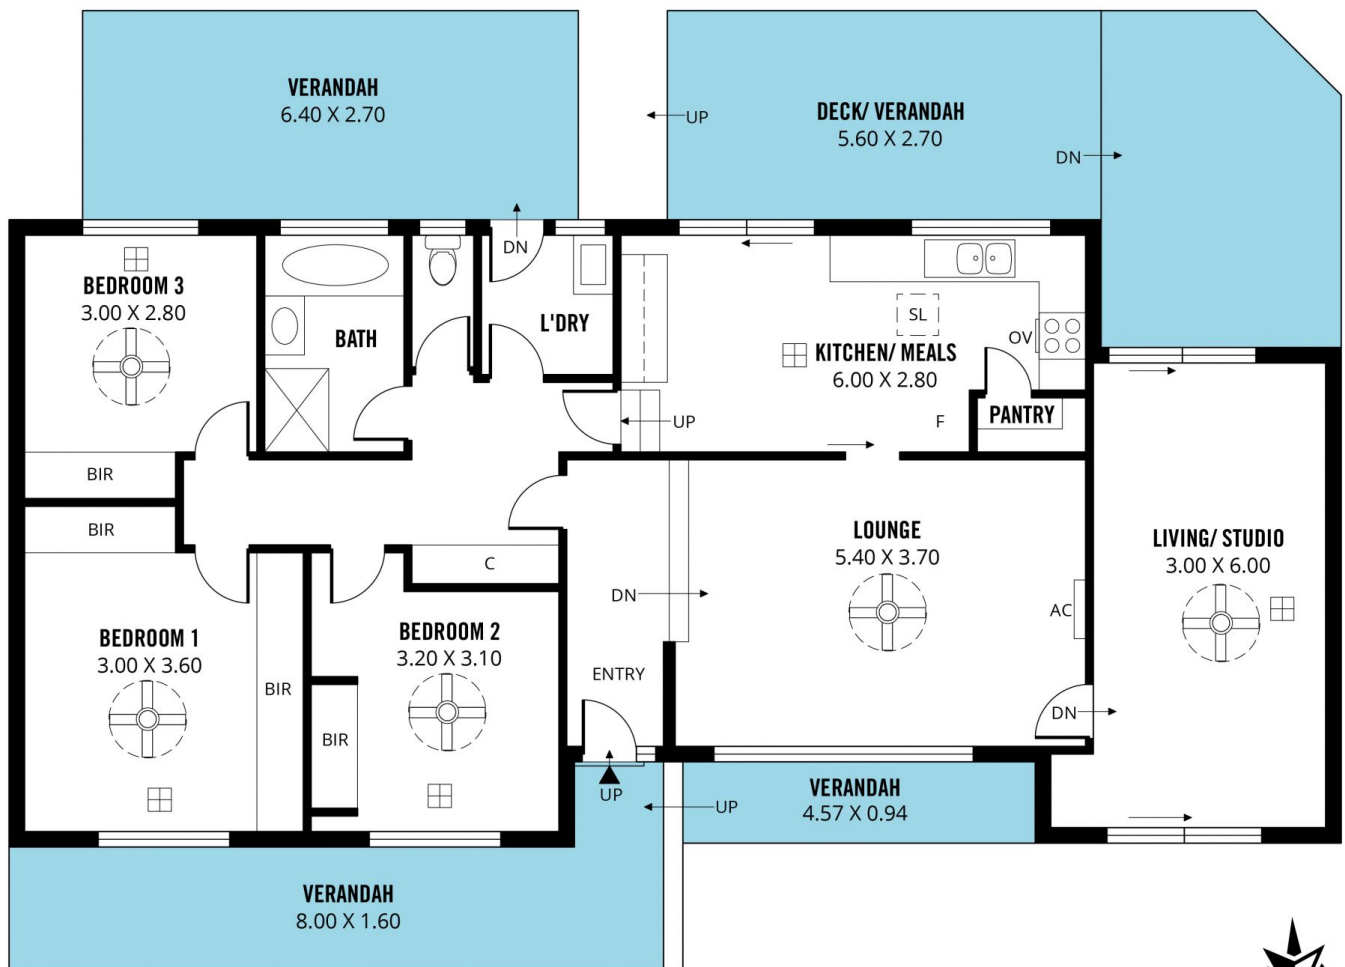 VERANDAH
6.40 X 2.70
UP
DECK/ VERANDAH
5.60 X 2.70
DN
DN
BEDROOM 3
3.00 X 2.80
BATH
L'DRY
SL
OV
KITCHEN/ MEALS
6.00 X 2.80
F
PANTRY
UP
BIR
BIR
C
LOUNGE
5.40 X 3.70
LIVING/ STUDIO
3.00 X 6.00
DN
AC
BEDROOM 1
3.00 X 3.60
BEDROOM 2
3.20 X 3.10
BIR
BIR
ENTRY
DN
UP
UP
VERANDAH
4.57 X 0.94
VERANDAH
8.00 X 1.60